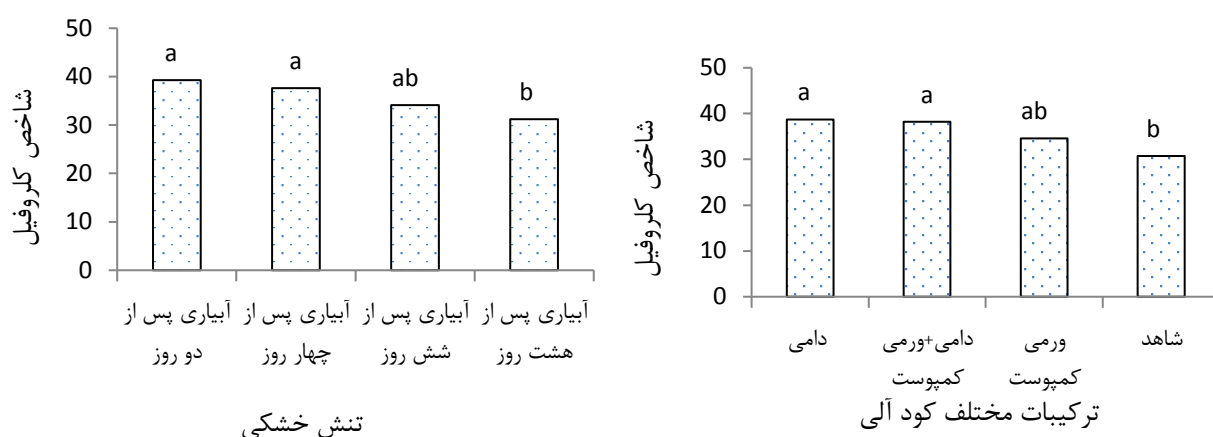 شاخص کلروفیل
50
40
30
20
10
0
a
a
ab
b
آبیاری پس از
دو روز
آبیاری پس از
چهار روز
آبیاری پس از
شش روز
آبیاری پس از
هشت روز
تنش خشکی
شاخص کلروفیل
50
40
30
20
10
0
a
a
ab
b
دامی
دامی+ورمی
کمپوست
ورمی
کمپوست
شاهد
ترکیبات مختلف کود آلی